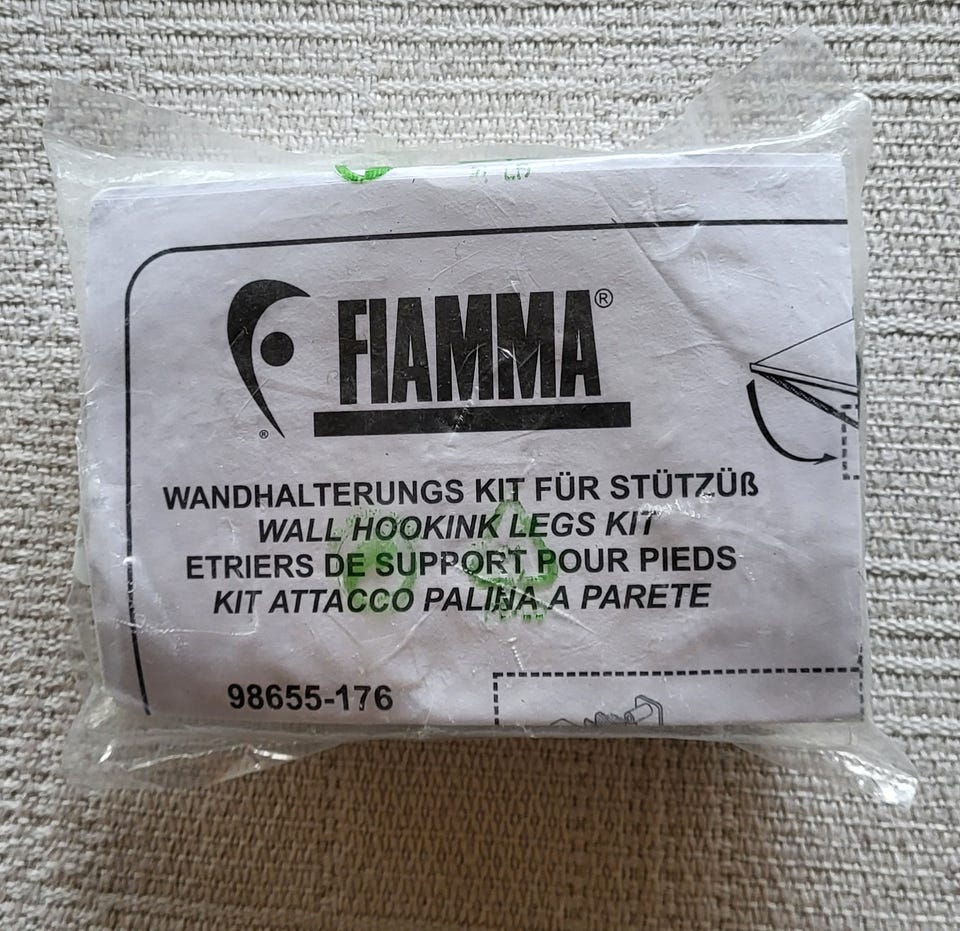 FIAMMA®
®
WANDHALTERUNGS KIT FÜR STÜTZÜß
WALL HOOKINK LEGS KIT
ETRIERS DE SUPPORT POUR PIEDS
KIT ATTACCO PALINA A PARETE
98655-176